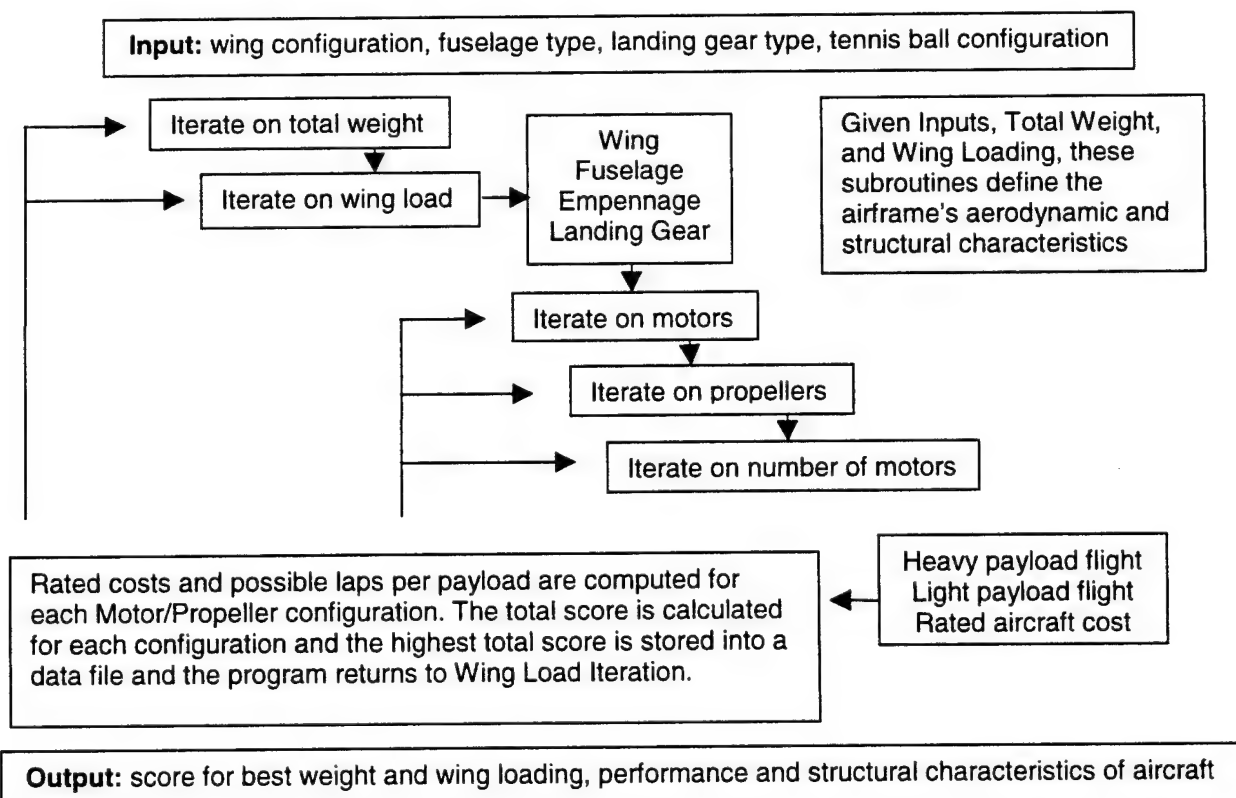 Input: wing configuration, fuselage type, landing gear type, tennis ball configuration
Iterate on total weight
Iterate on wing load
Wing
Fuselage
Empennage
Landing Gear
Given Inputs, Total Weight,
and Wing Loading, these
subroutines define the
airframe's aerodynamic and
structural characteristics
Iterate on motors
Iterate on propellers
Iterate on number of motors
Heavy payload flight
Light payload flight
Rated aircraft cost
Rated costs and possible laps per payload are computed for
each Motor/Propeller configuration. The total score is calculated
for each configuration and the highest total score is stored into a
data file and the program returns to Wing Load Iteration.
Output: score for best weight and wing loading, performance and structural characteristics of aircraft